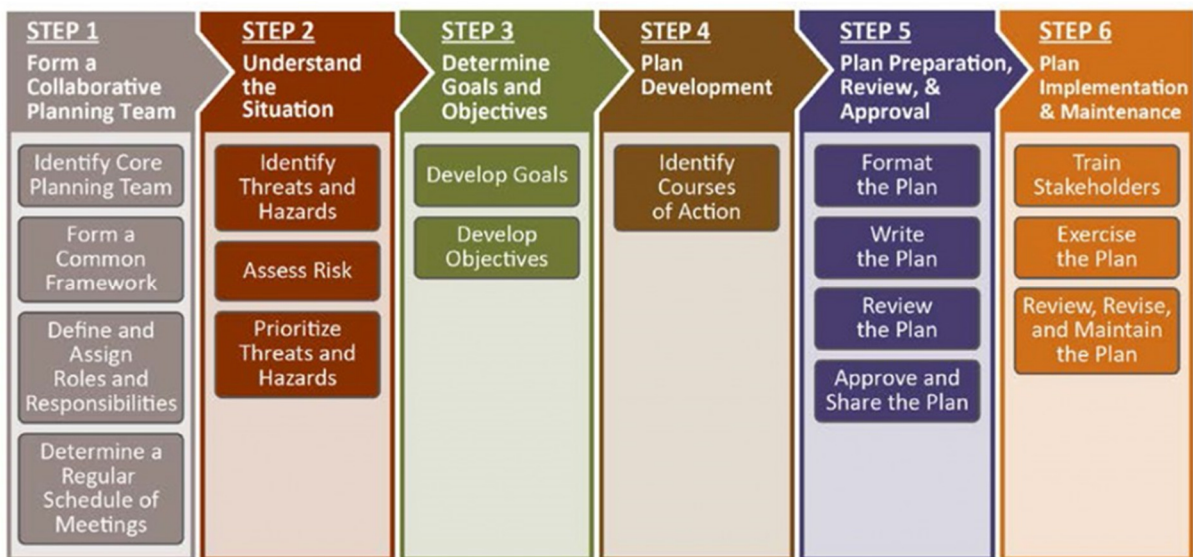 STEP 1
Form a
Collaborative
Planning Team
Identify Core
Planning Team
Form a
Common
Framework
Define and
Assign
Roles and
Responsibilities
Determine a
Regular
Schedule of
Meetings
STEP 2
Understand
the
Situation
Identify
Threats and
Hazards
Assess Risk
Prioritize
Threats and
Hazards
STEP 3
Determine
Goals and
Objectives
Develop Goals
Develop
Objectives
STEP 4
Plan
Development
Identify
Courses
of Action
STEP 5
Plan Preparation,
Review, &
Approval
Format
the Plan
Write
the Plan
Review
the Plan
Approve and
Share the Plan
STEP 6
Plan
Implementation
& Maintenance
Train
Stakeholders
Exercise
the Plan
Review, Revise,
and Maintain
the Plan